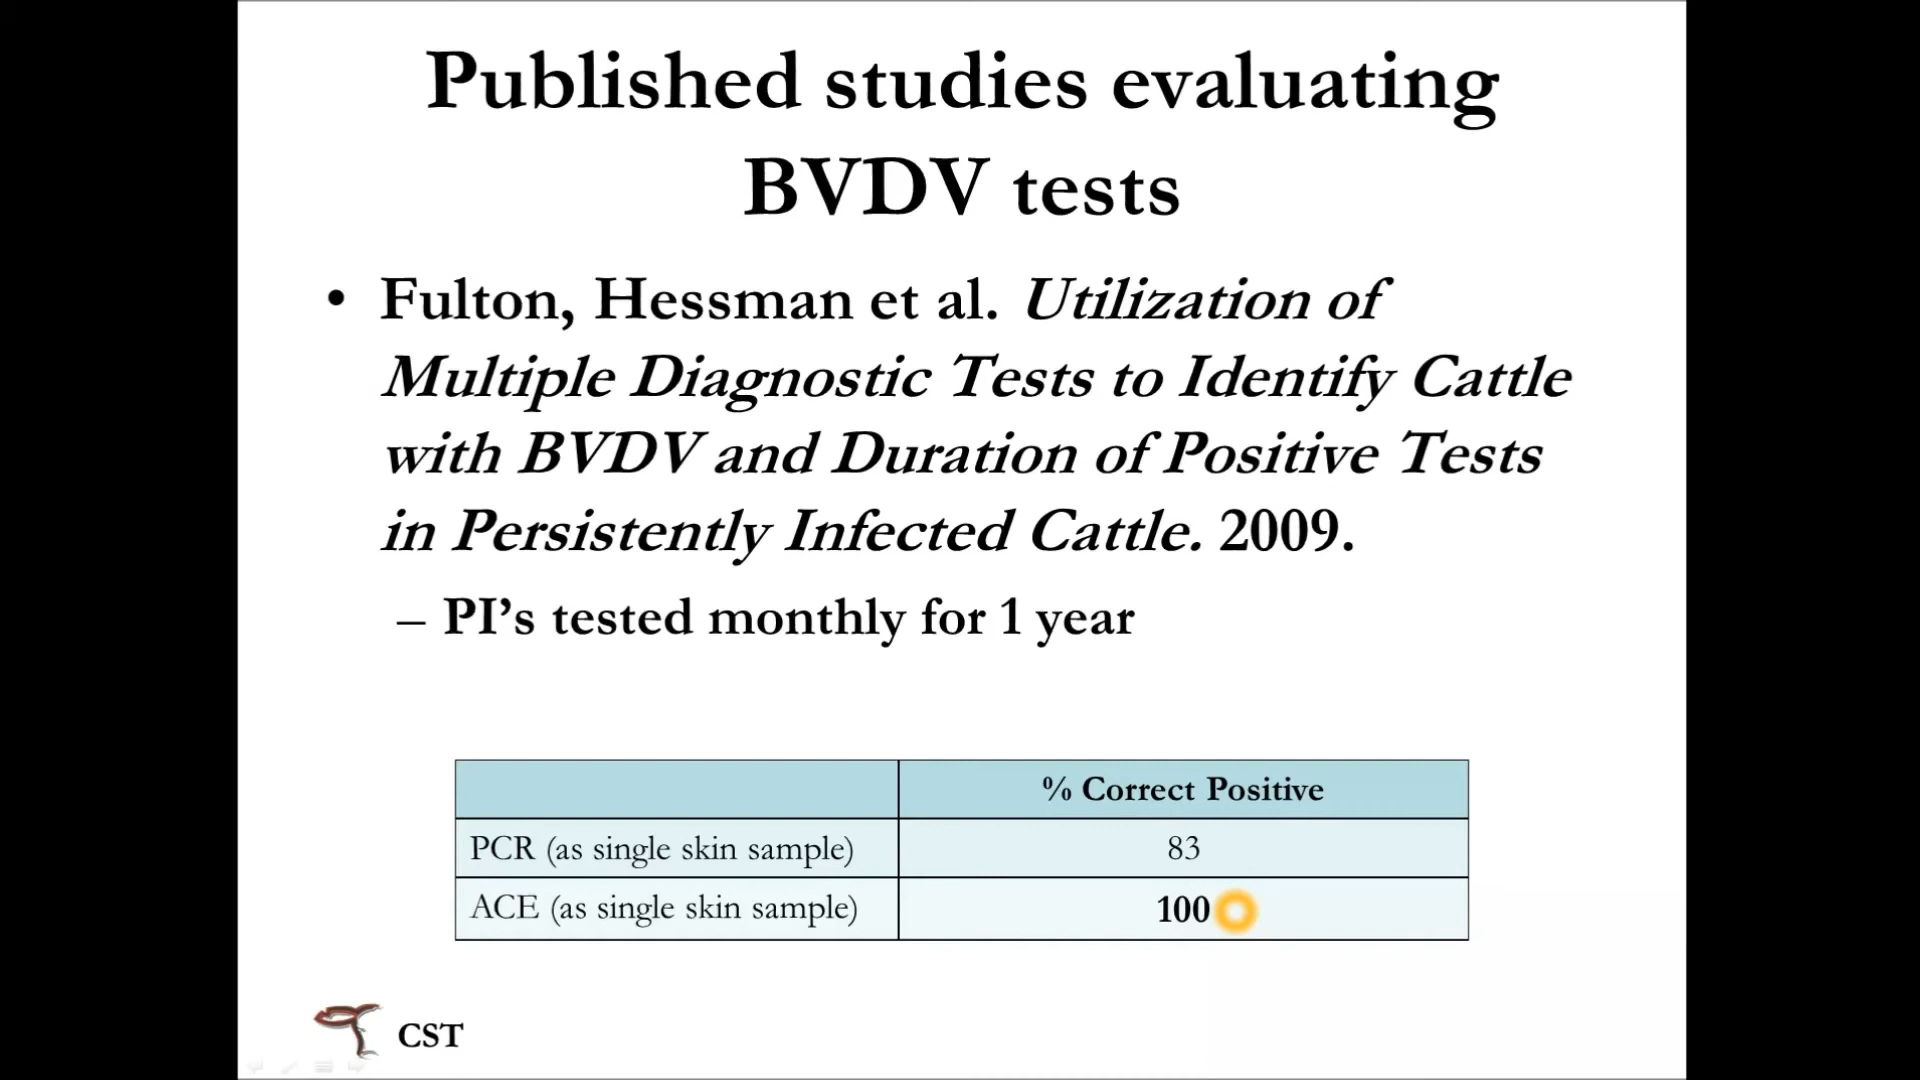 Published studies evaluating
BVDV tests
• Fulton, Hessman et al. Utilization of
Multiple Diagnostic Tests to Identify Cattle
with BVDV and Duration of Positive Tests
in Persistently Infected Cattle. 2009.
– PI’s tested monthly for 1 year
% Correct Positive
PCR (as single skin sample) 83
ACE (as single skin sample) 100
CST